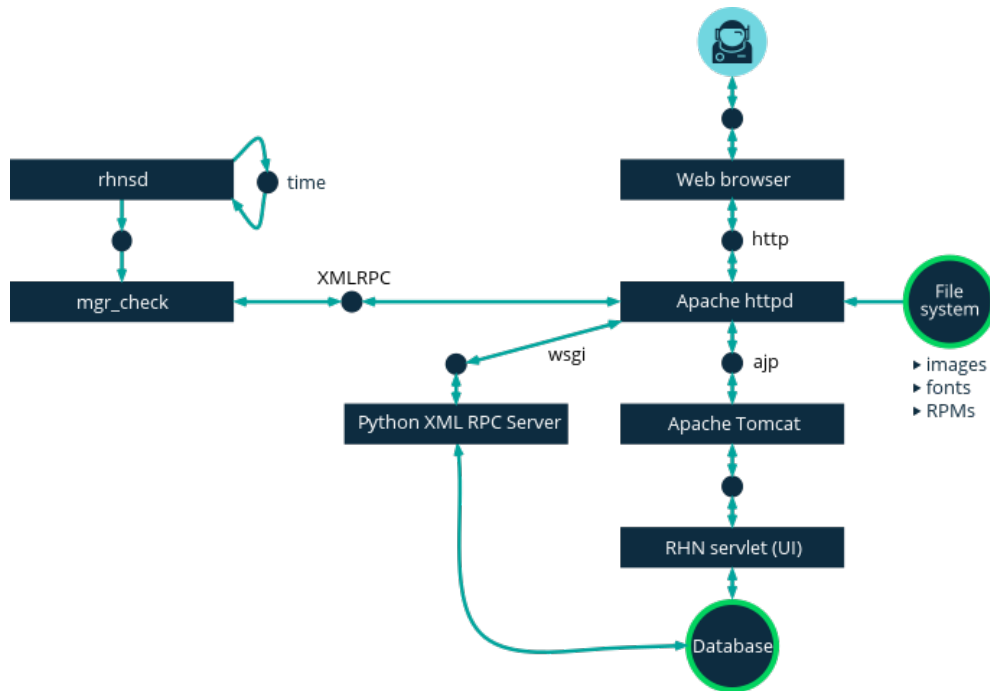 rhnsd
time
Web browser
http
XMLRPC
mgr_check
Apache httpd
File
system
wsgi
ajp
images
fonts
RPMs
Python XML RPC Server
Apache Tomcat
RHN servlet (UI)
Database